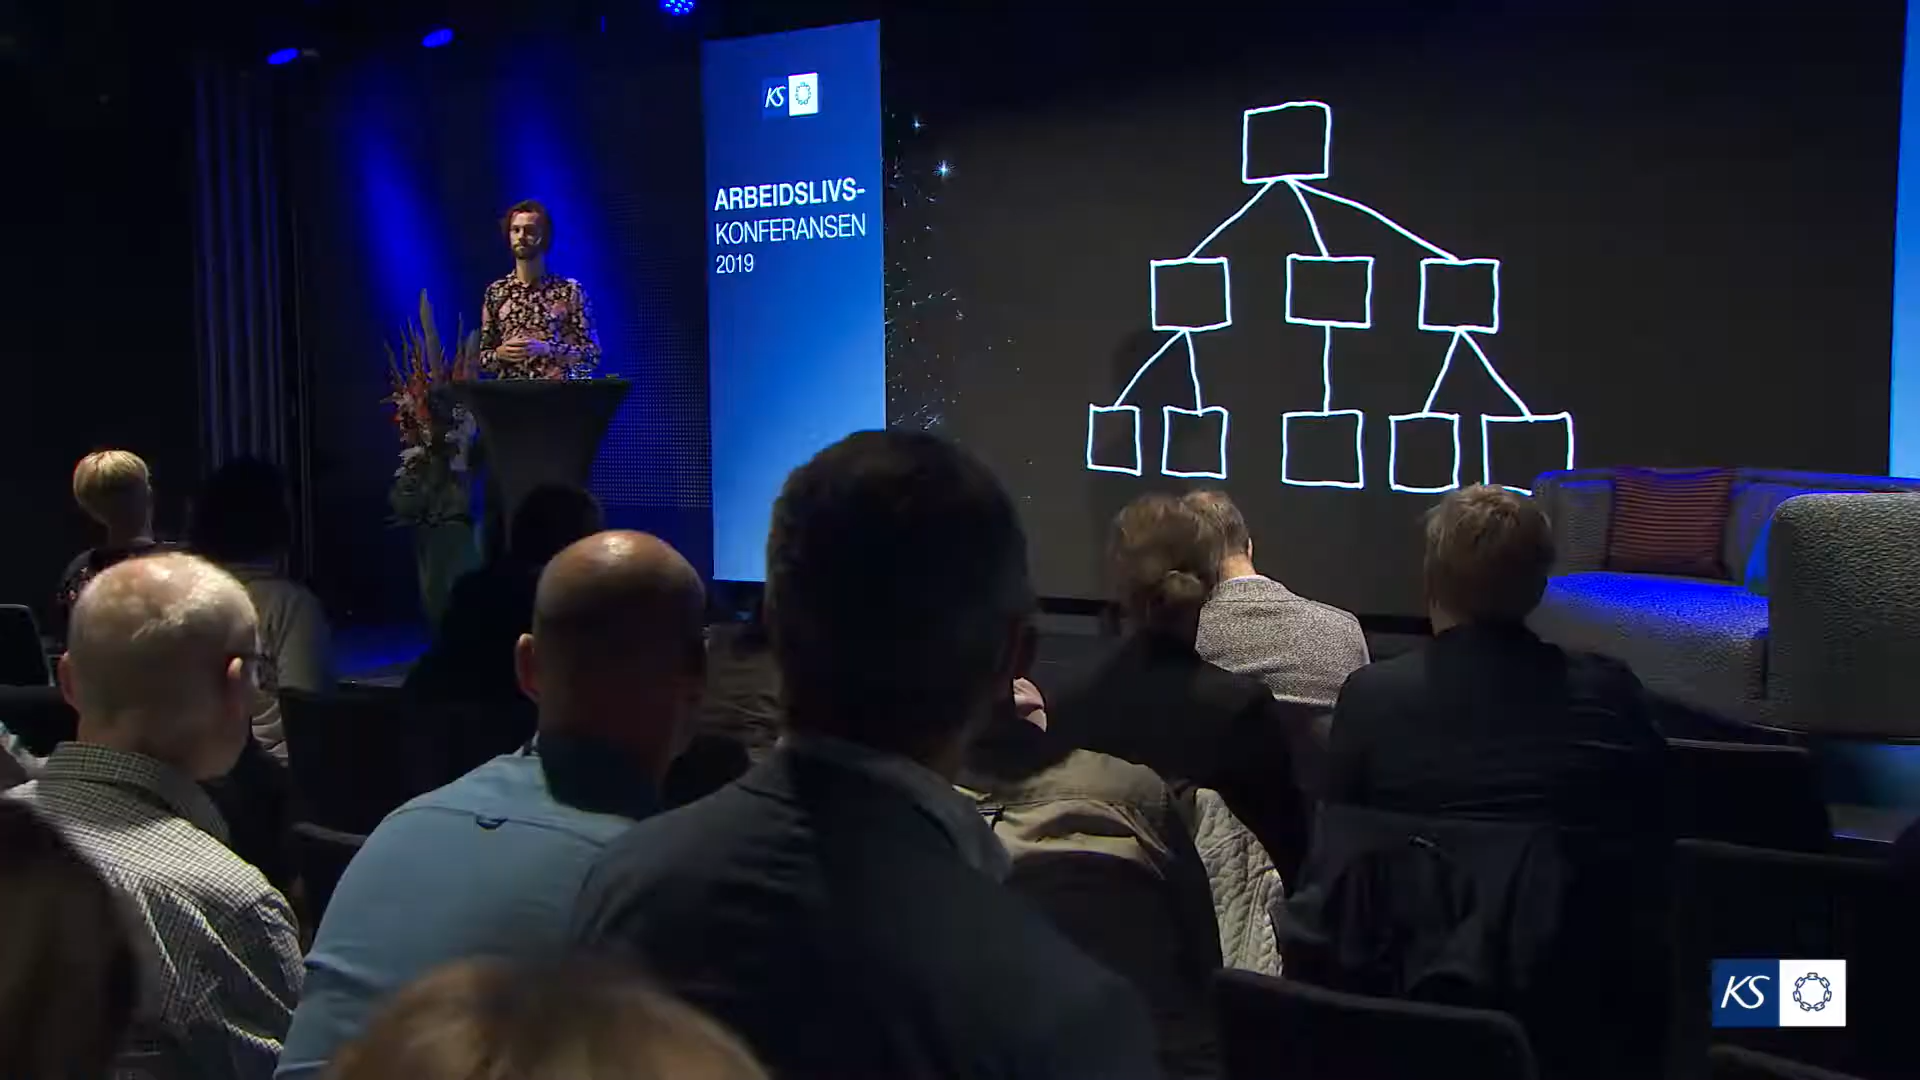 KS
ARBEIDSLIVS-
KONFERANSEN
2019
KS